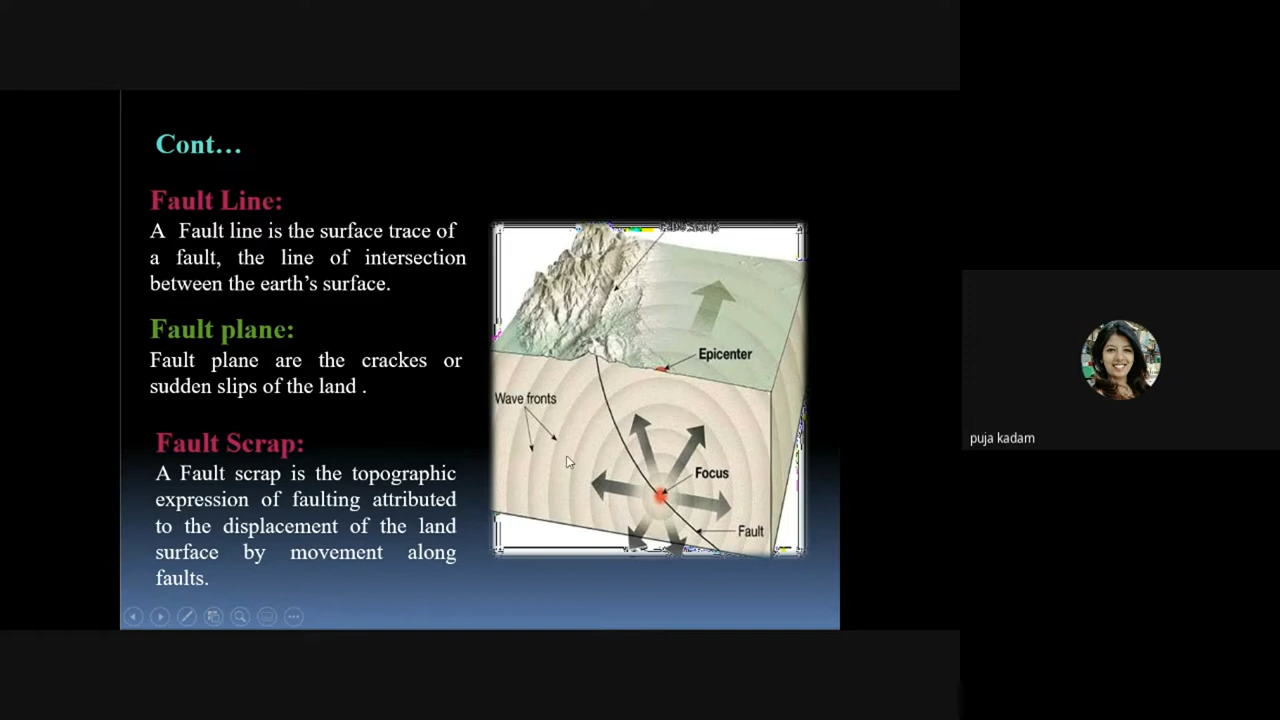 Cont…
Fault Line:
A Fault line is the surface trace of
a fault, the line of intersection
between the earth’s surface.
Fault plane:
Fault plane are the crackes or
sudden slips of the land .
Fault Scrap:
A Fault scrap is the topographic
expression of faulting attributed
to the displacement of the land
surface by movement along
faults.
Epicenter
Wave fronts
Focus
Fault
puja kadam